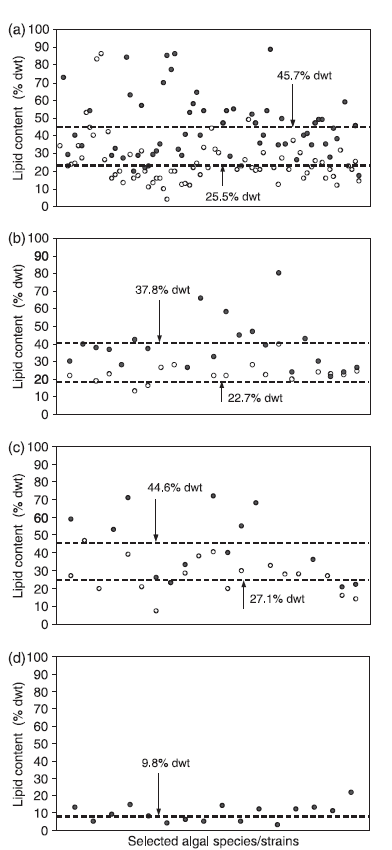 (a)
Lipid content (% dwt)
100
90
80
70
60
50
40
30
20
10
0
45.7% dwt
25.5% dwt
(b)
Lipid content (% dwt)
100
90
80
70
60
50
40
30
20
10
0
37.8% dwt
22.7% dwt
(c)
Lipid content (% dwt)
100
90
80
70
60
50
40
30
20
10
0
44.6% dwt
27.1% dwt
(d)
Lipid content (% dwt)
100
90
80
70
60
50
40
30
20
10
0
9.8% dwt
Selected algal species/strains